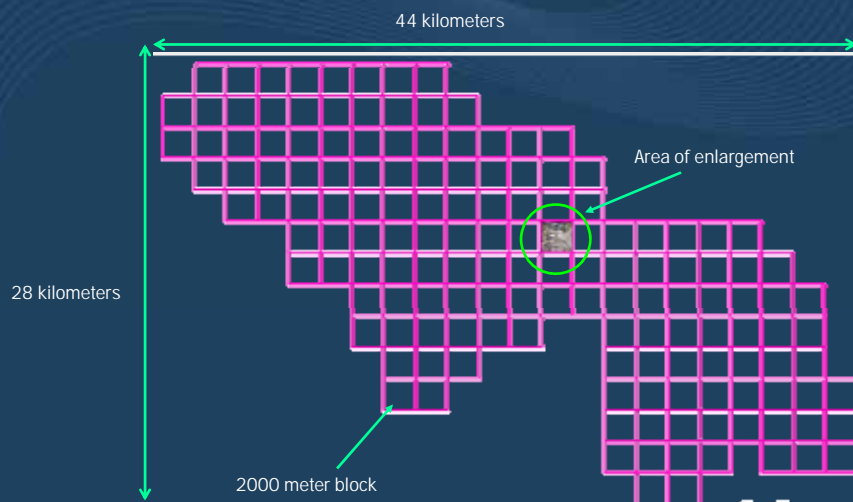 44 kilometers
Area of enlargement
28 kilometers
2000 meter block